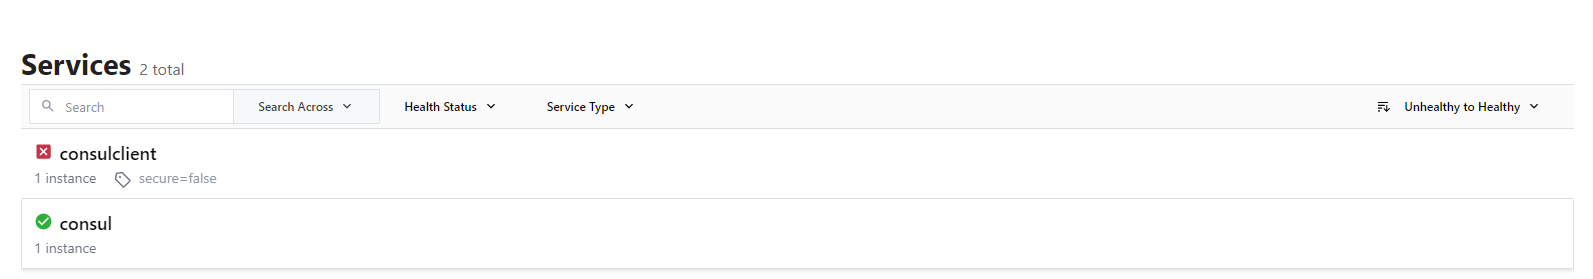 Services 2 total
Search Search Across Health Status Service Type Unhealthy to Healthy
consulclient
1 instance secure=false
consul
1 instance